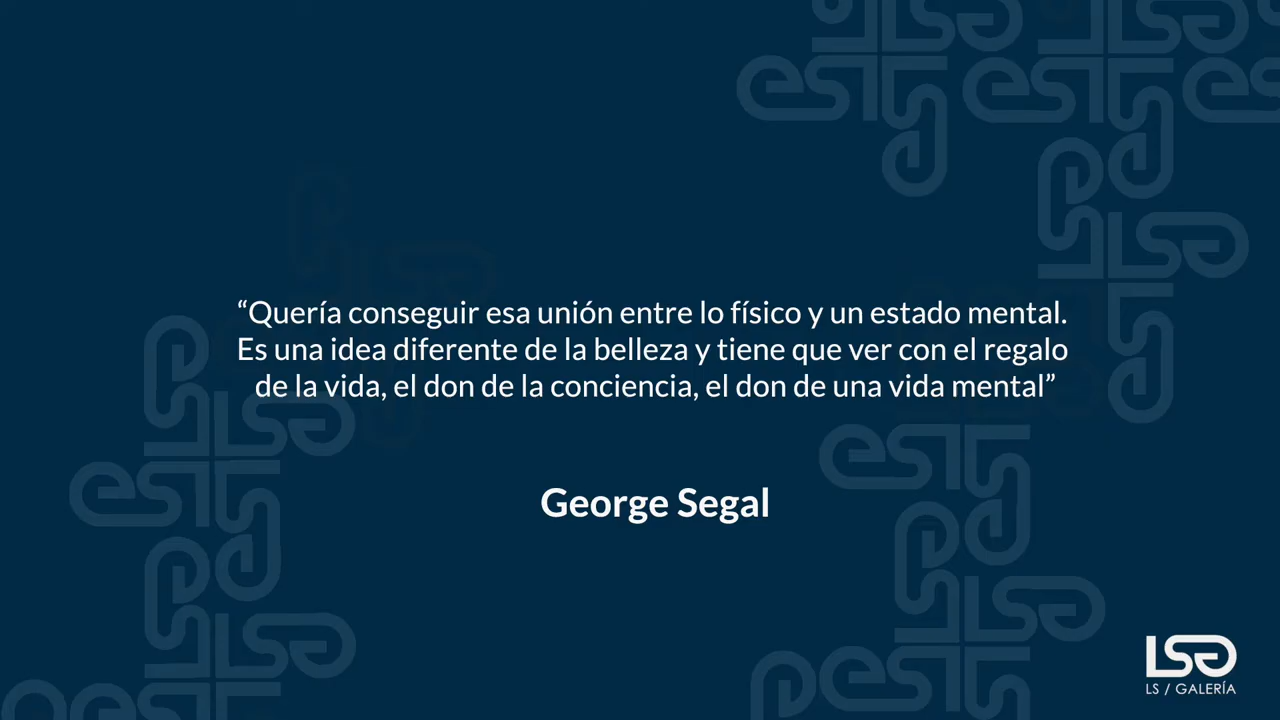 “Quería conseguir esa unión entre lo físico y un estado mental.
Es una idea diferente de la belleza y tiene que ver con el regalo
de la vida, el don de la conciencia, el don de una vida mental”
George Segal
LSG
LS / GALERÍA